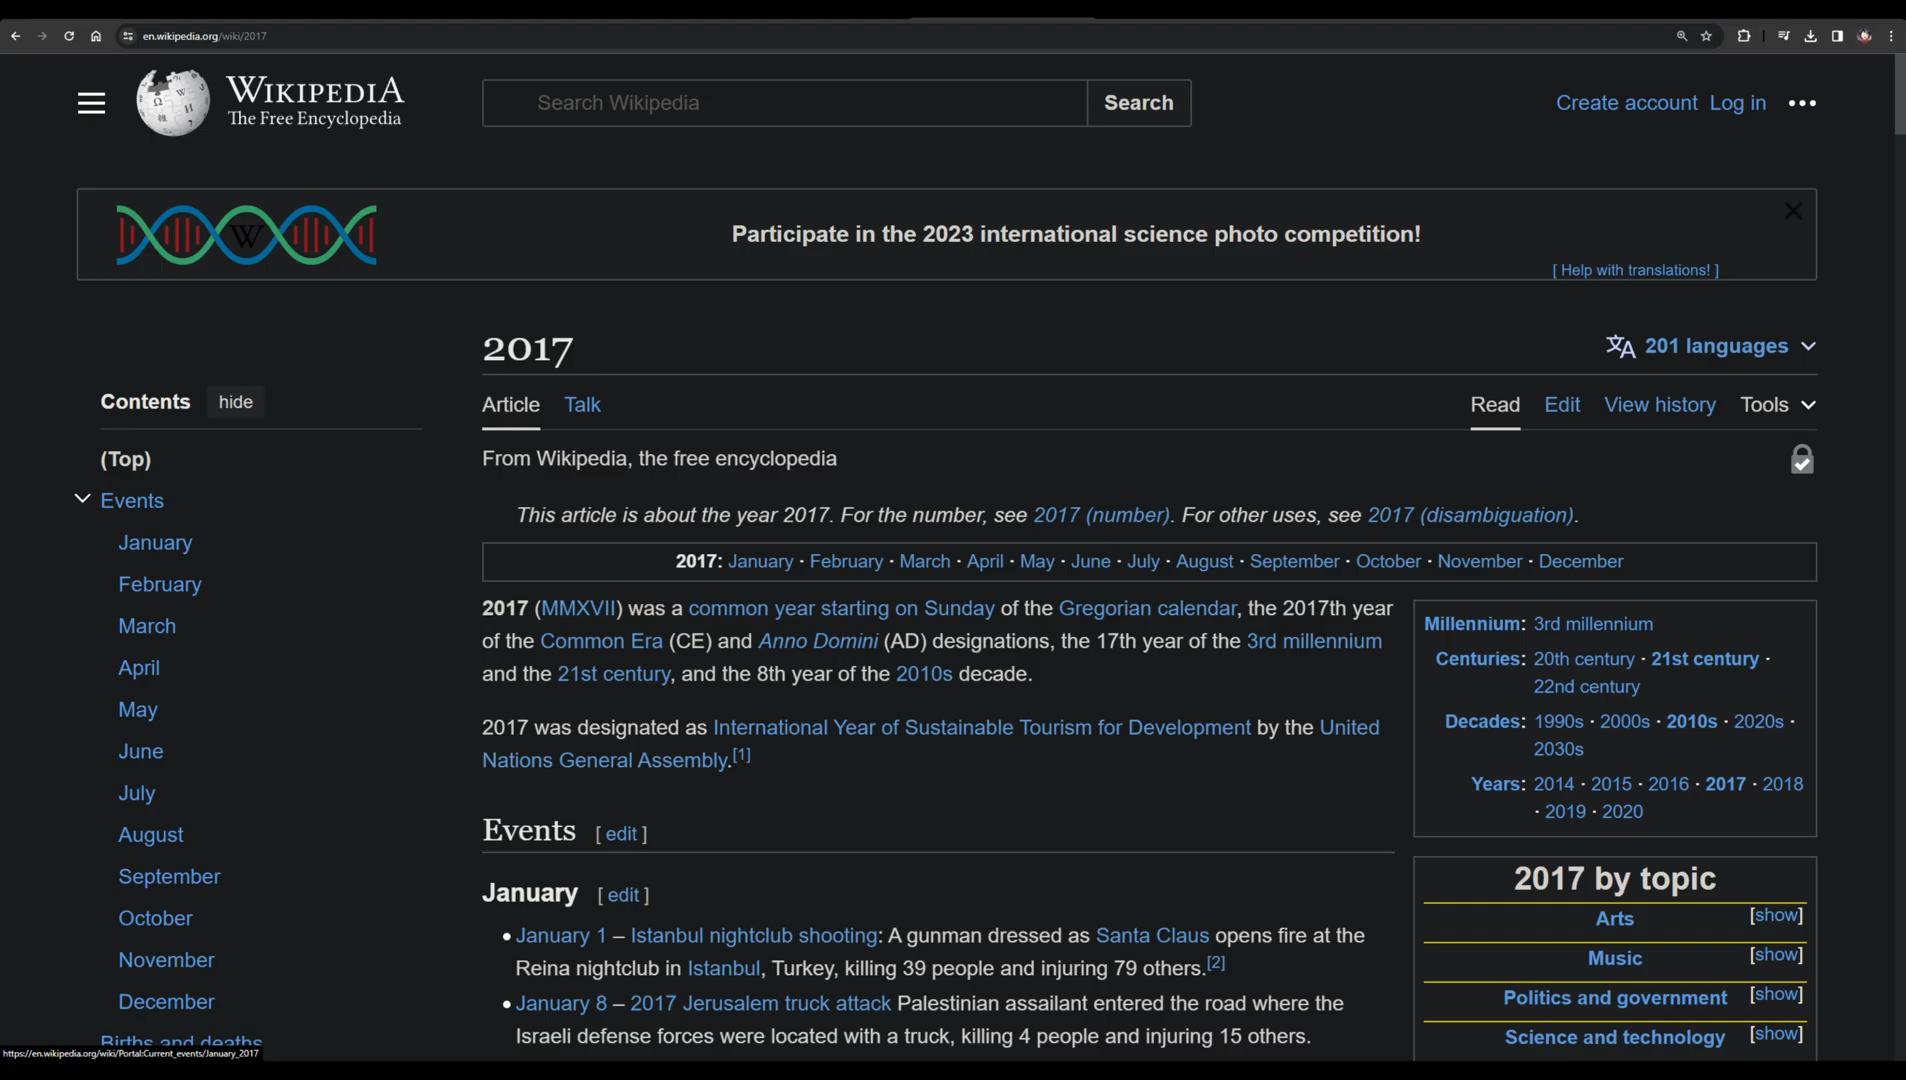 en.wikipedia.org/wiki/2017
WIKIPEDIA
The Free Encyclopedia
Search Wikipedia
Search
Create account Log in
W
Participate in the 2023 international science photo competition!
[ Help with translations! ]
2017
201 languages
Contents hide
(Top)
Events
January
February
March
April
May
June
July
August
September
October
November
December
Births and deaths
Article Talk
Read Edit View history Tools
From Wikipedia, the free encyclopedia
This article is about the year 2017. For the number, see 2017 (number). For other uses, see 2017 (disambiguation).
2017: January · February · March · April · May · June · July · August · September · October · November · December
2017 (MMXVII) was a common year starting on Sunday of the Gregorian calendar, the 2017th year
of the Common Era (CE) and Anno Domini (AD) designations, the 17th year of the 3rd millennium
and the 21st century, and the 8th year of the 2010s decade.
2017 was designated as International Year of Sustainable Tourism for Development by the United
Nations General Assembly.[1]
Events [ edit ]
January [ edit ]
• January 1 – Istanbul nightclub shooting: A gunman dressed as Santa Claus opens fire at the
Reina nightclub in Istanbul, Turkey, killing 39 people and injuring 79 others.[2]
• January 8 – 2017 Jerusalem truck attack Palestinian assailant entered the road where the
Israeli defense forces were located with a truck, killing 4 people and injuring 15 others.
Millennium: 3rd millennium
Centuries: 20th century · 21st century ·
22nd century
Decades: 1990s · 2000s · 2010s · 2020s ·
2030s
Years: 2014 · 2015 · 2016 · 2017 · 2018
· 2019 · 2020
2017 by topic
Arts [show]
Music [show]
Politics and government [show]
Science and technology [show]
https://en.wikipedia.org/wiki/Portal:Current_events/January_2017